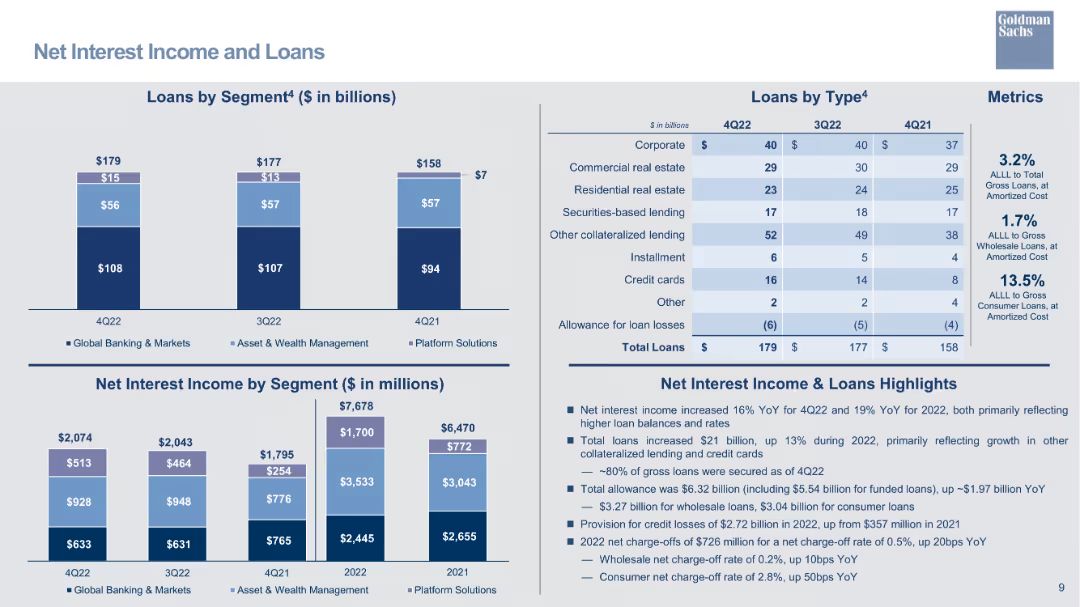 Goldman
Sachs
Net Interest Income and Loans
Loans by Segment⁴ ($ in billions)
$179
$177
$158
$15
$13
$7
$56
$57
$57
$108
$107
$94
4Q22
3Q22
4Q21
Global Banking & Markets
Asset & Wealth Management
Platform Solutions
Loans by Type⁴
$ in billions 4Q22 3Q22 4Q21
Corporate $ 40 $ 40 $ 37
Commercial real estate 29 30 29
Residential real estate 23 24 25
Securities-based lending 17 18 17
Other collateralized lending 52 49 38
Installment 6 5 4
Credit cards 16 14 8
Other 2 2 4
Allowance for loan losses (6) (5) (4)
Total Loans $ 179 $ 177 $ 158
Metrics
3.2%
ALLL to Total
Gross Loans, at
Amortized Cost
1.7%
ALLL to Gross
Wholesale Loans, at
Amortized Cost
13.5%
ALLL to Gross
Consumer Loans, at
Amortized Cost
Net Interest Income by Segment ($ in millions)
$2,074
$2,043
$1,795
$7,678
$6,470
$513
$464
$254
$1,700
$772
$928
$948
$776
$3,533
$3,043
$633
$631
$765
$2,445
$2,655
4Q22
3Q22
4Q21
2022
2021
Global Banking & Markets
Asset & Wealth Management
Platform Solutions
Net Interest Income & Loans Highlights
■ Net interest income increased 16% YoY for 4Q22 and 19% YoY for 2022, both primarily reflecting
higher loan balances and rates
■ Total loans increased $21 billion, up 13% during 2022, primarily reflecting growth in other
collateralized lending and credit cards
— ~80% of gross loans were secured as of 4Q22
■ Total allowance was $6.32 billion (including $5.54 billion for funded loans), up ~$1.97 billion YoY
— $3.27 billion for wholesale loans, $3.04 billion for consumer loans
■ Provision for credit losses of $2.72 billion in 2022, up from $357 million in 2021
■ 2022 net charge-offs of $726 million for a net charge-off rate of 0.5%, up 20bps YoY
— Wholesale net charge-off rate of 0.2%, up 10bps YoY
— Consumer net charge-off rate of 2.8%, up 50bps YoY
9